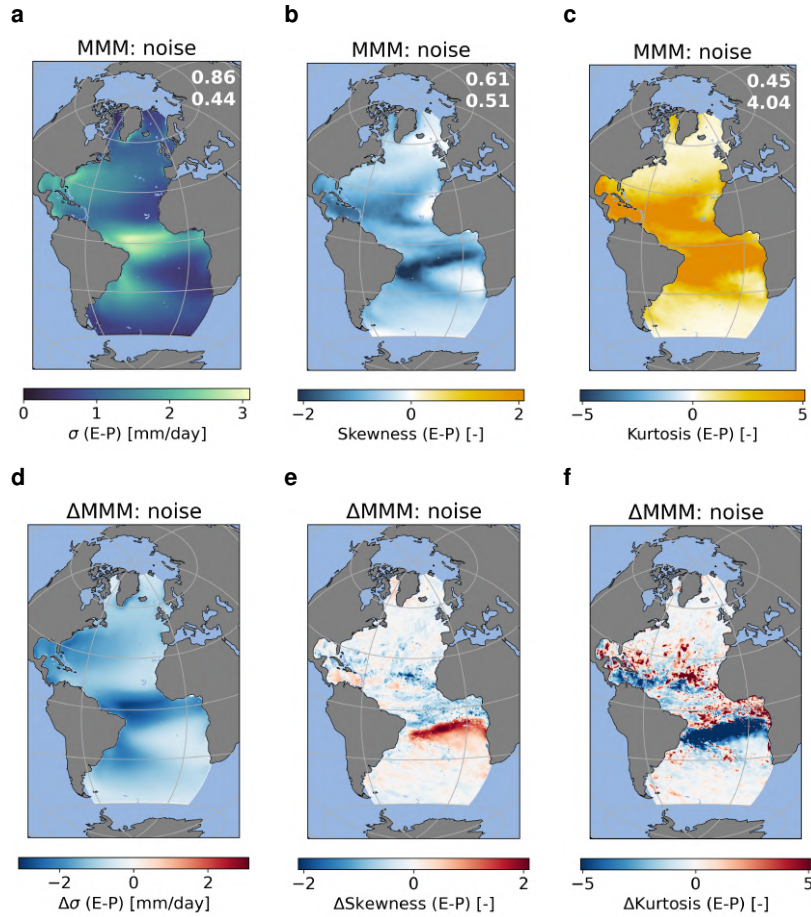 a
b
c
MMM: noise
MMM: noise
MMM: noise
0.86
0.44
0.61
0.51
0.45
4.04
0 1 2 3
σ (E-P) [mm/day]
−2 0 2
Skewness (E-P) [-]
−5 0 5
Kurtosis (E-P) [-]
d
e
f
ΔMMM: noise
ΔMMM: noise
ΔMMM: noise
−2 0 2
Δσ (E-P) [mm/day]
−2 0 2
ΔSkewness (E-P) [-]
−5 0 5
ΔKurtosis (E-P) [-]